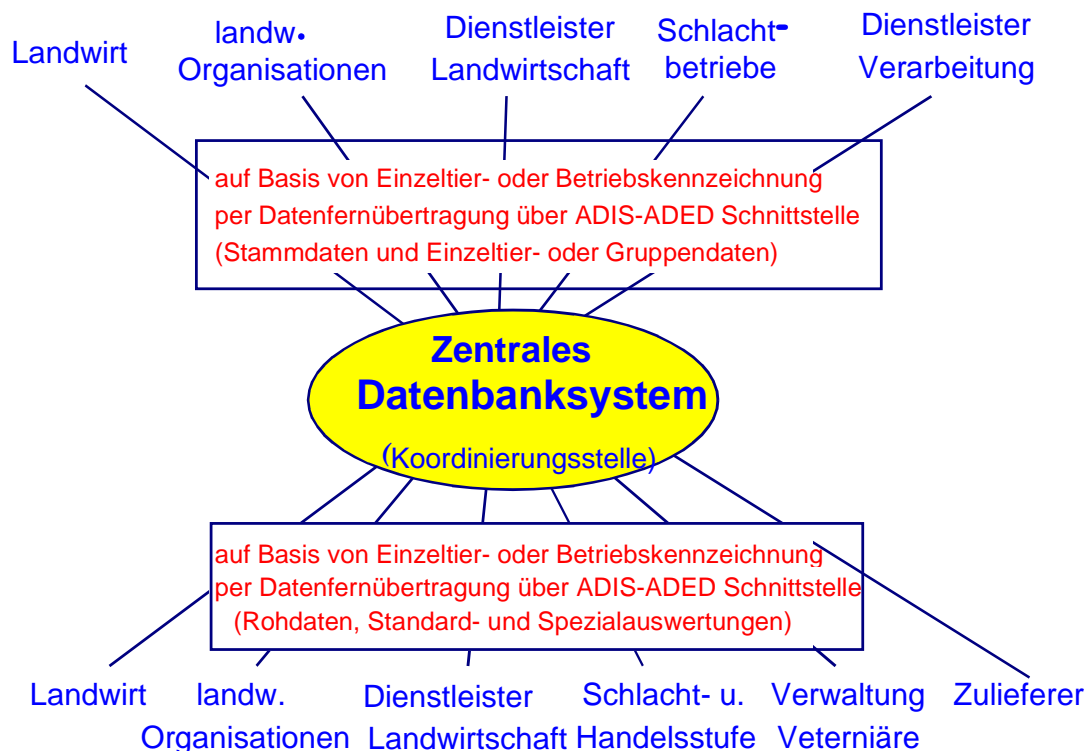 Landwirt
landw.
Organisationen
Dienstleister
Landwirtschaft
Schlacht-
betriebe
Dienstleister
Verarbeitung
auf Basis von Einzeltier- oder Betriebskennzeichnung
per Datenfernübertragung über ADIS-ADED Schnittstelle
(Stammdaten und Einzeltier- oder Gruppendaten)
Zentrales
Datenbanksystem
(Koordinierungsstelle)
auf Basis von Einzeltier- oder Betriebskennzeichnung
per Datenfernübertragung über ADIS-ADED Schnittstelle
(Rohdaten, Standard- und Spezialauswertungen)
Landwirt
landw.
Organisationen
Dienstleister
Landwirtschaft
Schlacht- u.
Handelsstufe
Verwaltung
Veterniäre
Zulieferer